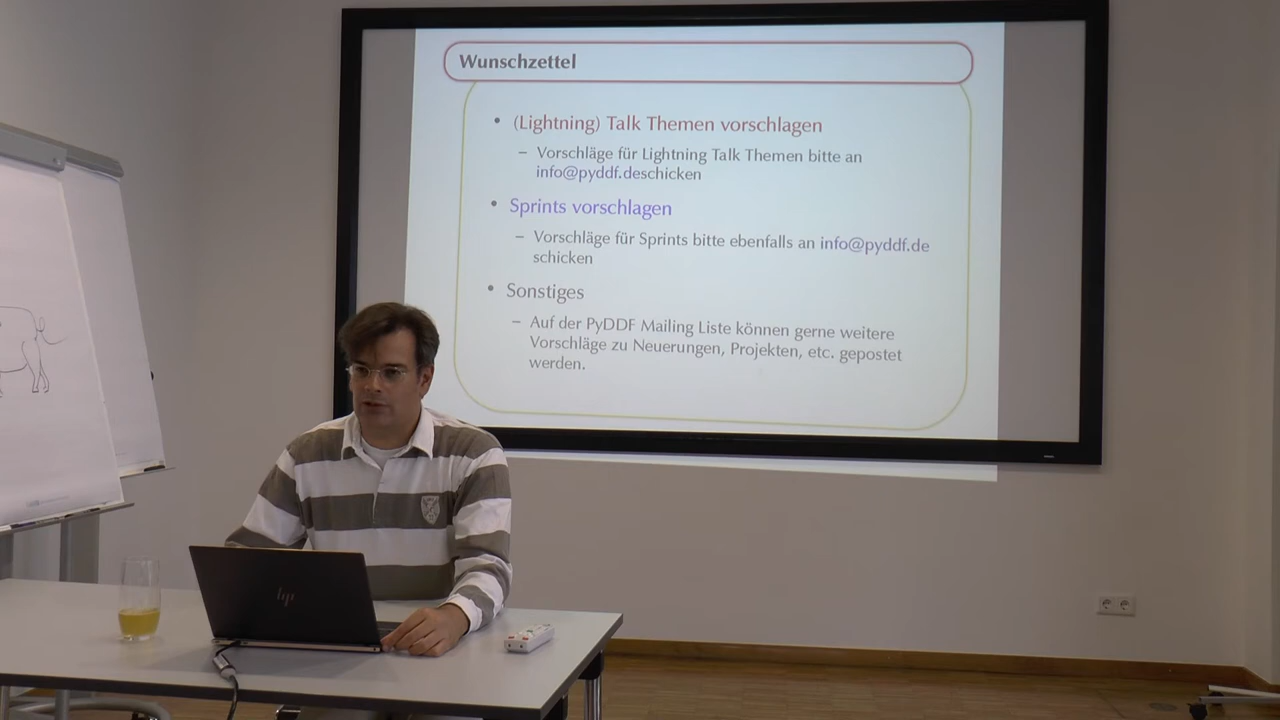 Wunschzettel
• (Lightning) Talk Themen vorschlagen
– Vorschläge für Lightning Talk Themen bitte an
info@pyddf.deschicken
• Sprints vorschlagen
– Vorschläge für Sprints bitte ebenfalls an info@pyddf.de
schicken
• Sonstiges
– Auf der PyDDF Mailing Liste können gerne weitere
Vorschläge zu Neuerungen, Projekten, etc. gepostet
werden.
hp